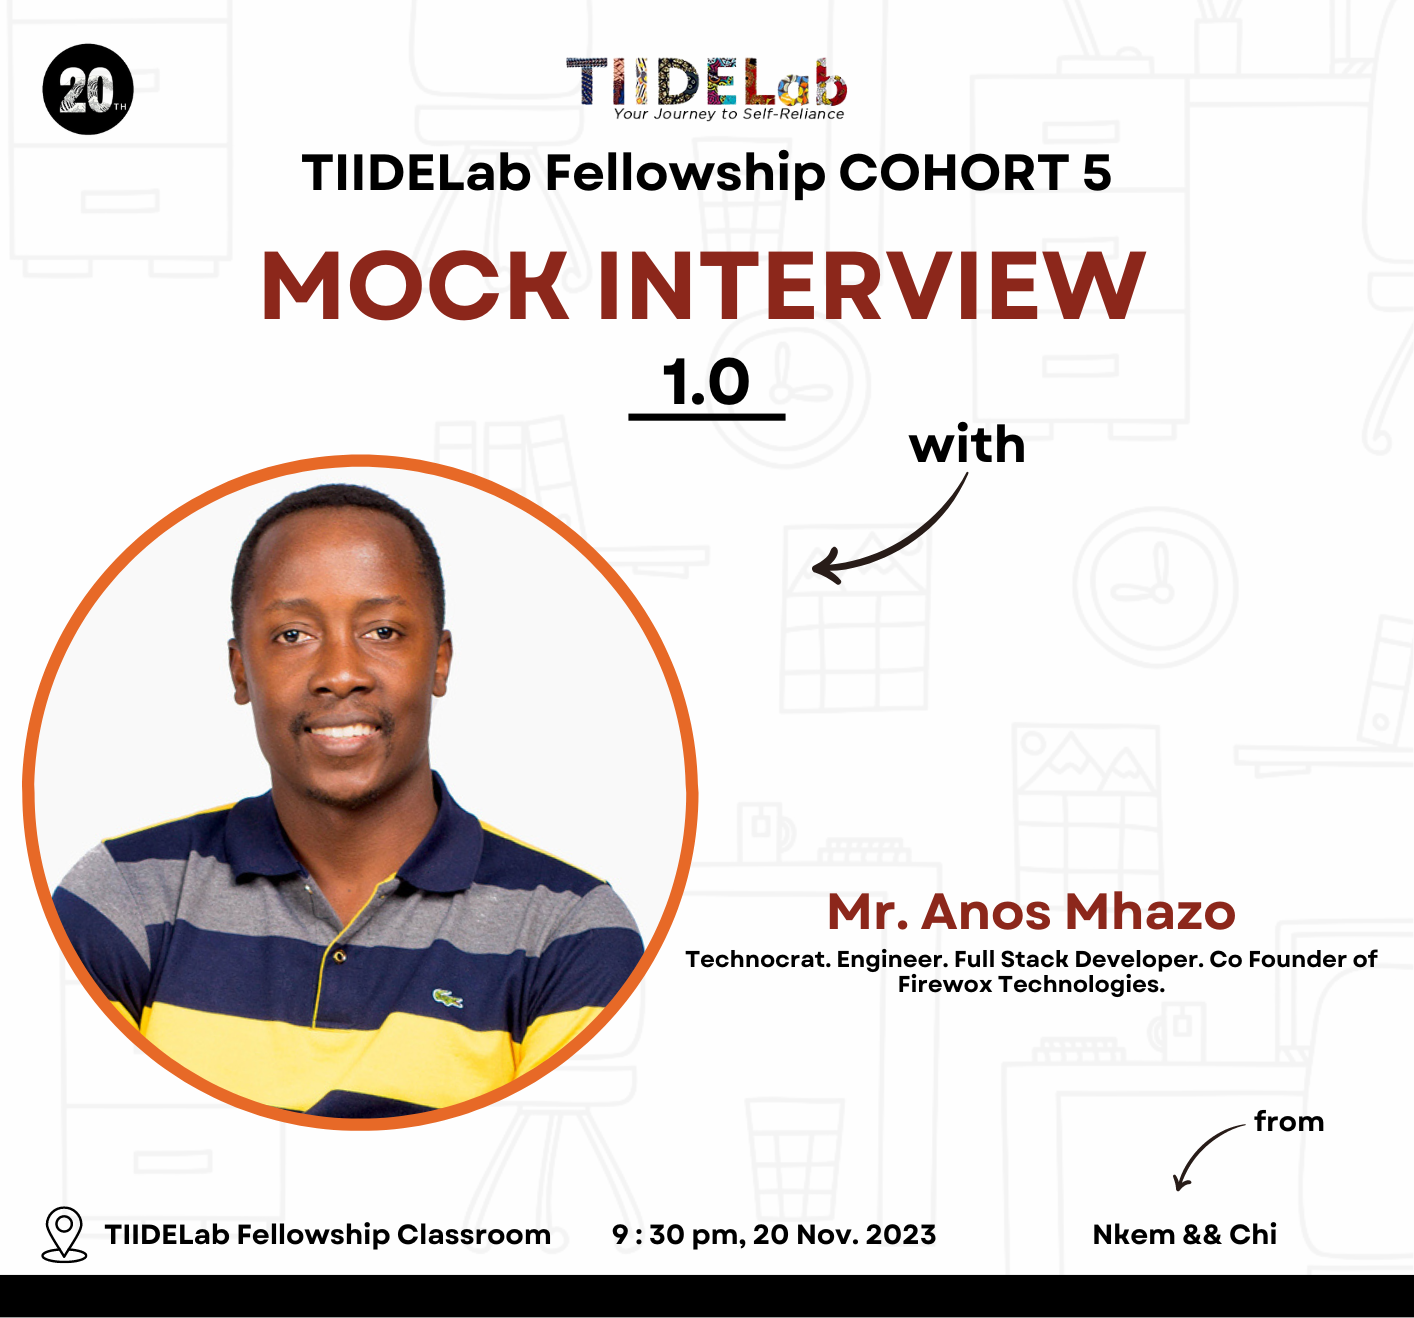 20TH
TIIDELab
Your Journey to Self-Reliance
TIIDELab Fellowship COHORT 5
MOCK INTERVIEW
1.0
with
Mr. Anos Mhazo
Technocrat. Engineer. Full Stack Developer. Co Founder of
Firewox Technologies.
from
TIIDELab Fellowship Classroom
9 : 30 pm, 20 Nov. 2023
Nkem && Chi